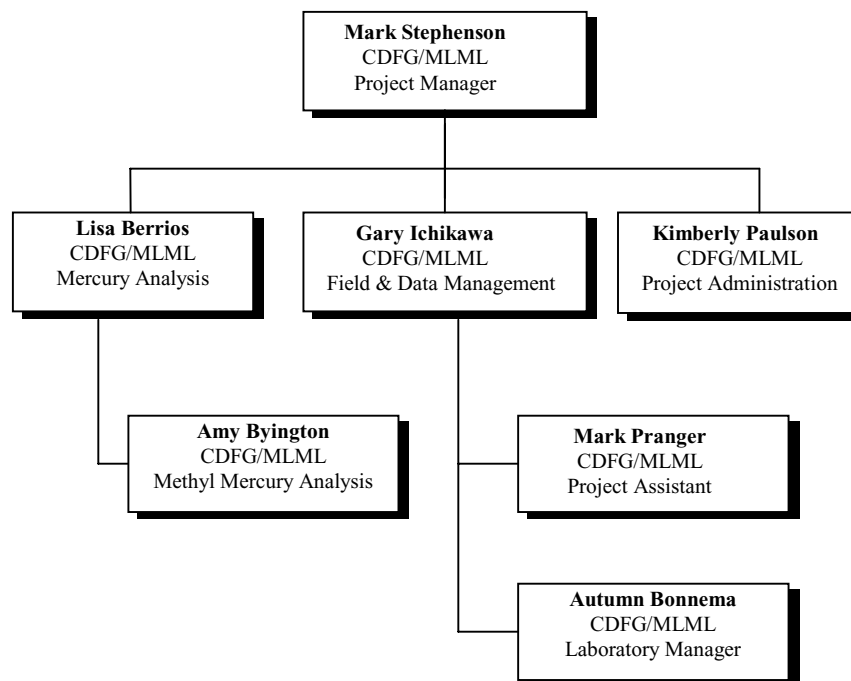 Mark Stephenson
CDFG/MLML
Project Manager
Lisa Berrios
CDFG/MLML
Mercury Analysis
Gary Ichikawa
CDFG/MLML
Field & Data Management
Kimberly Paulson
CDFG/MLML
Project Administration
Amy Byington
CDFG/MLML
Methyl Mercury Analysis
Mark Pranger
CDFG/MLML
Project Assistant
Autumn Bonnema
CDFG/MLML
Laboratory Manager